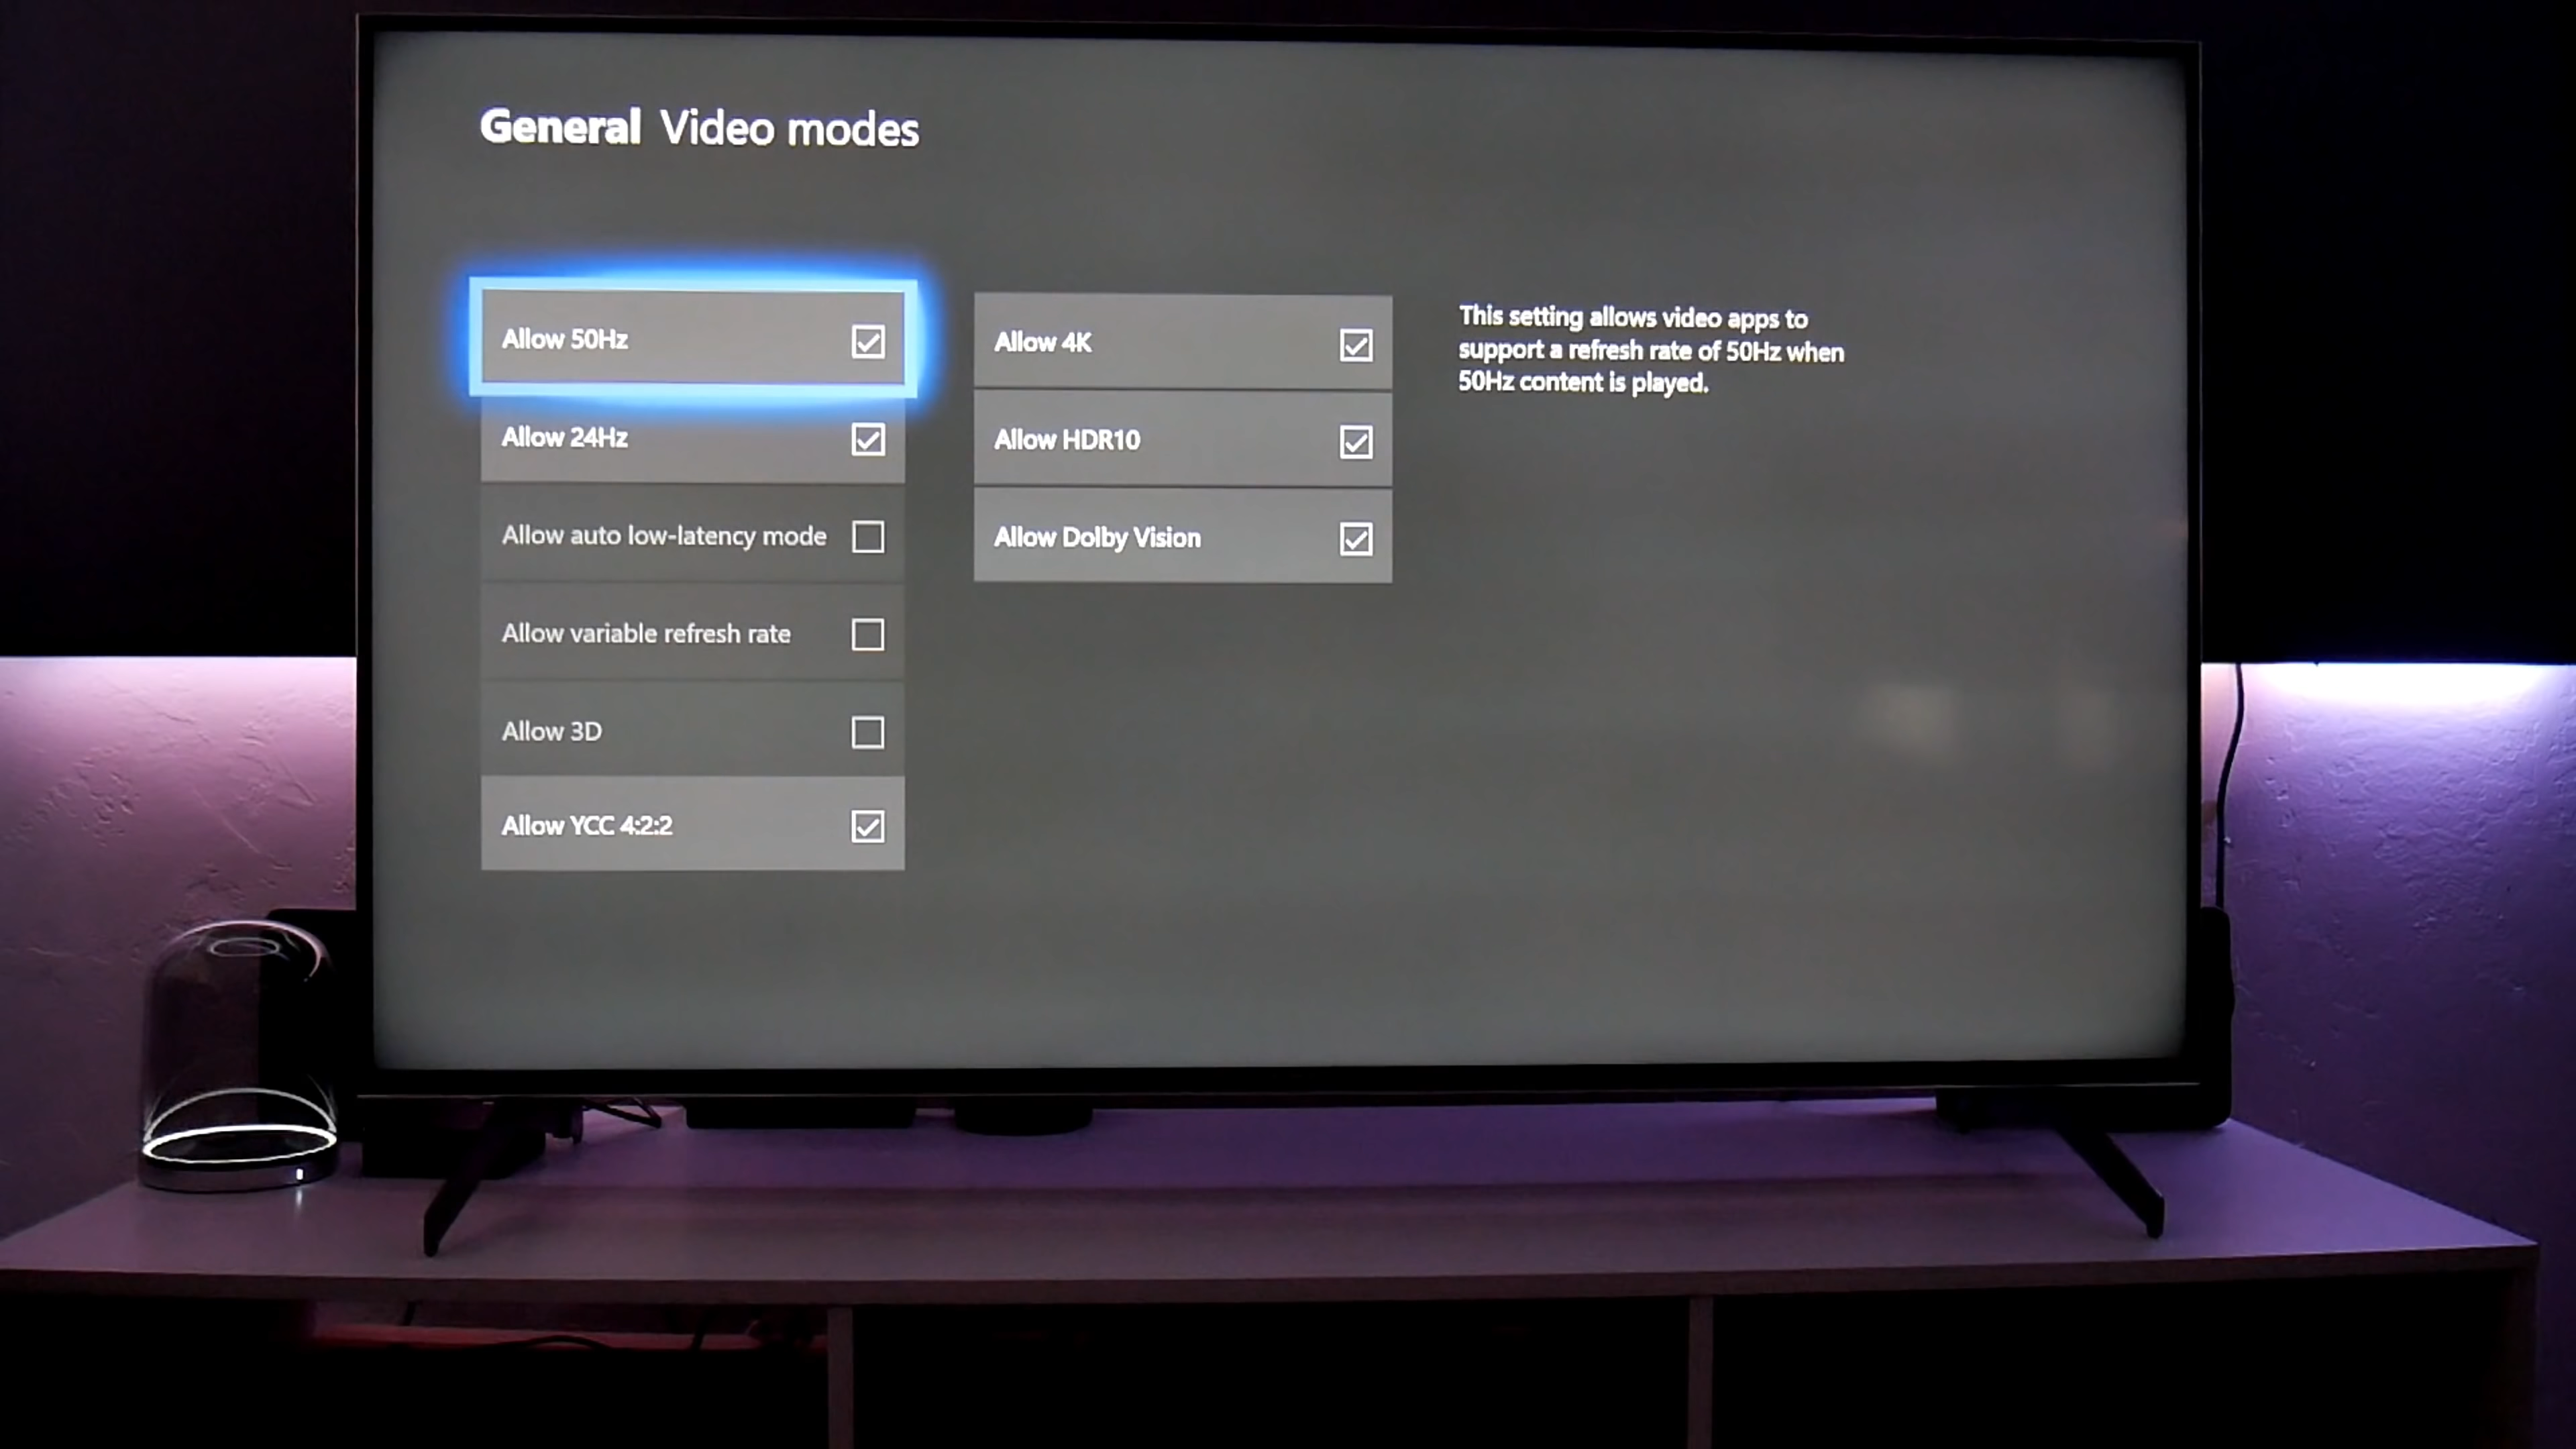 General Video modes
Allow 50Hz
Allow 24Hz
Allow auto low-latency mode
Allow variable refresh rate
Allow 3D
Allow YCC 4:2:2
Allow 4K
Allow HDR10
Allow Dolby Vision
This setting allows video apps to
support a refresh rate of 50Hz when
50Hz content is played.